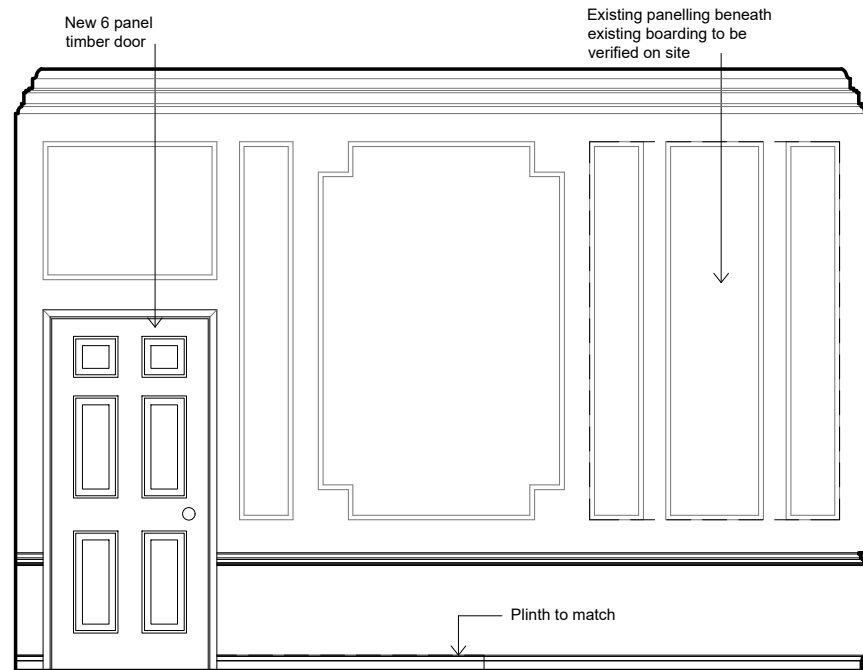 New 6 panel
timber door
Existing panelling beneath
existing boarding to be
verified on site
Plinth to match